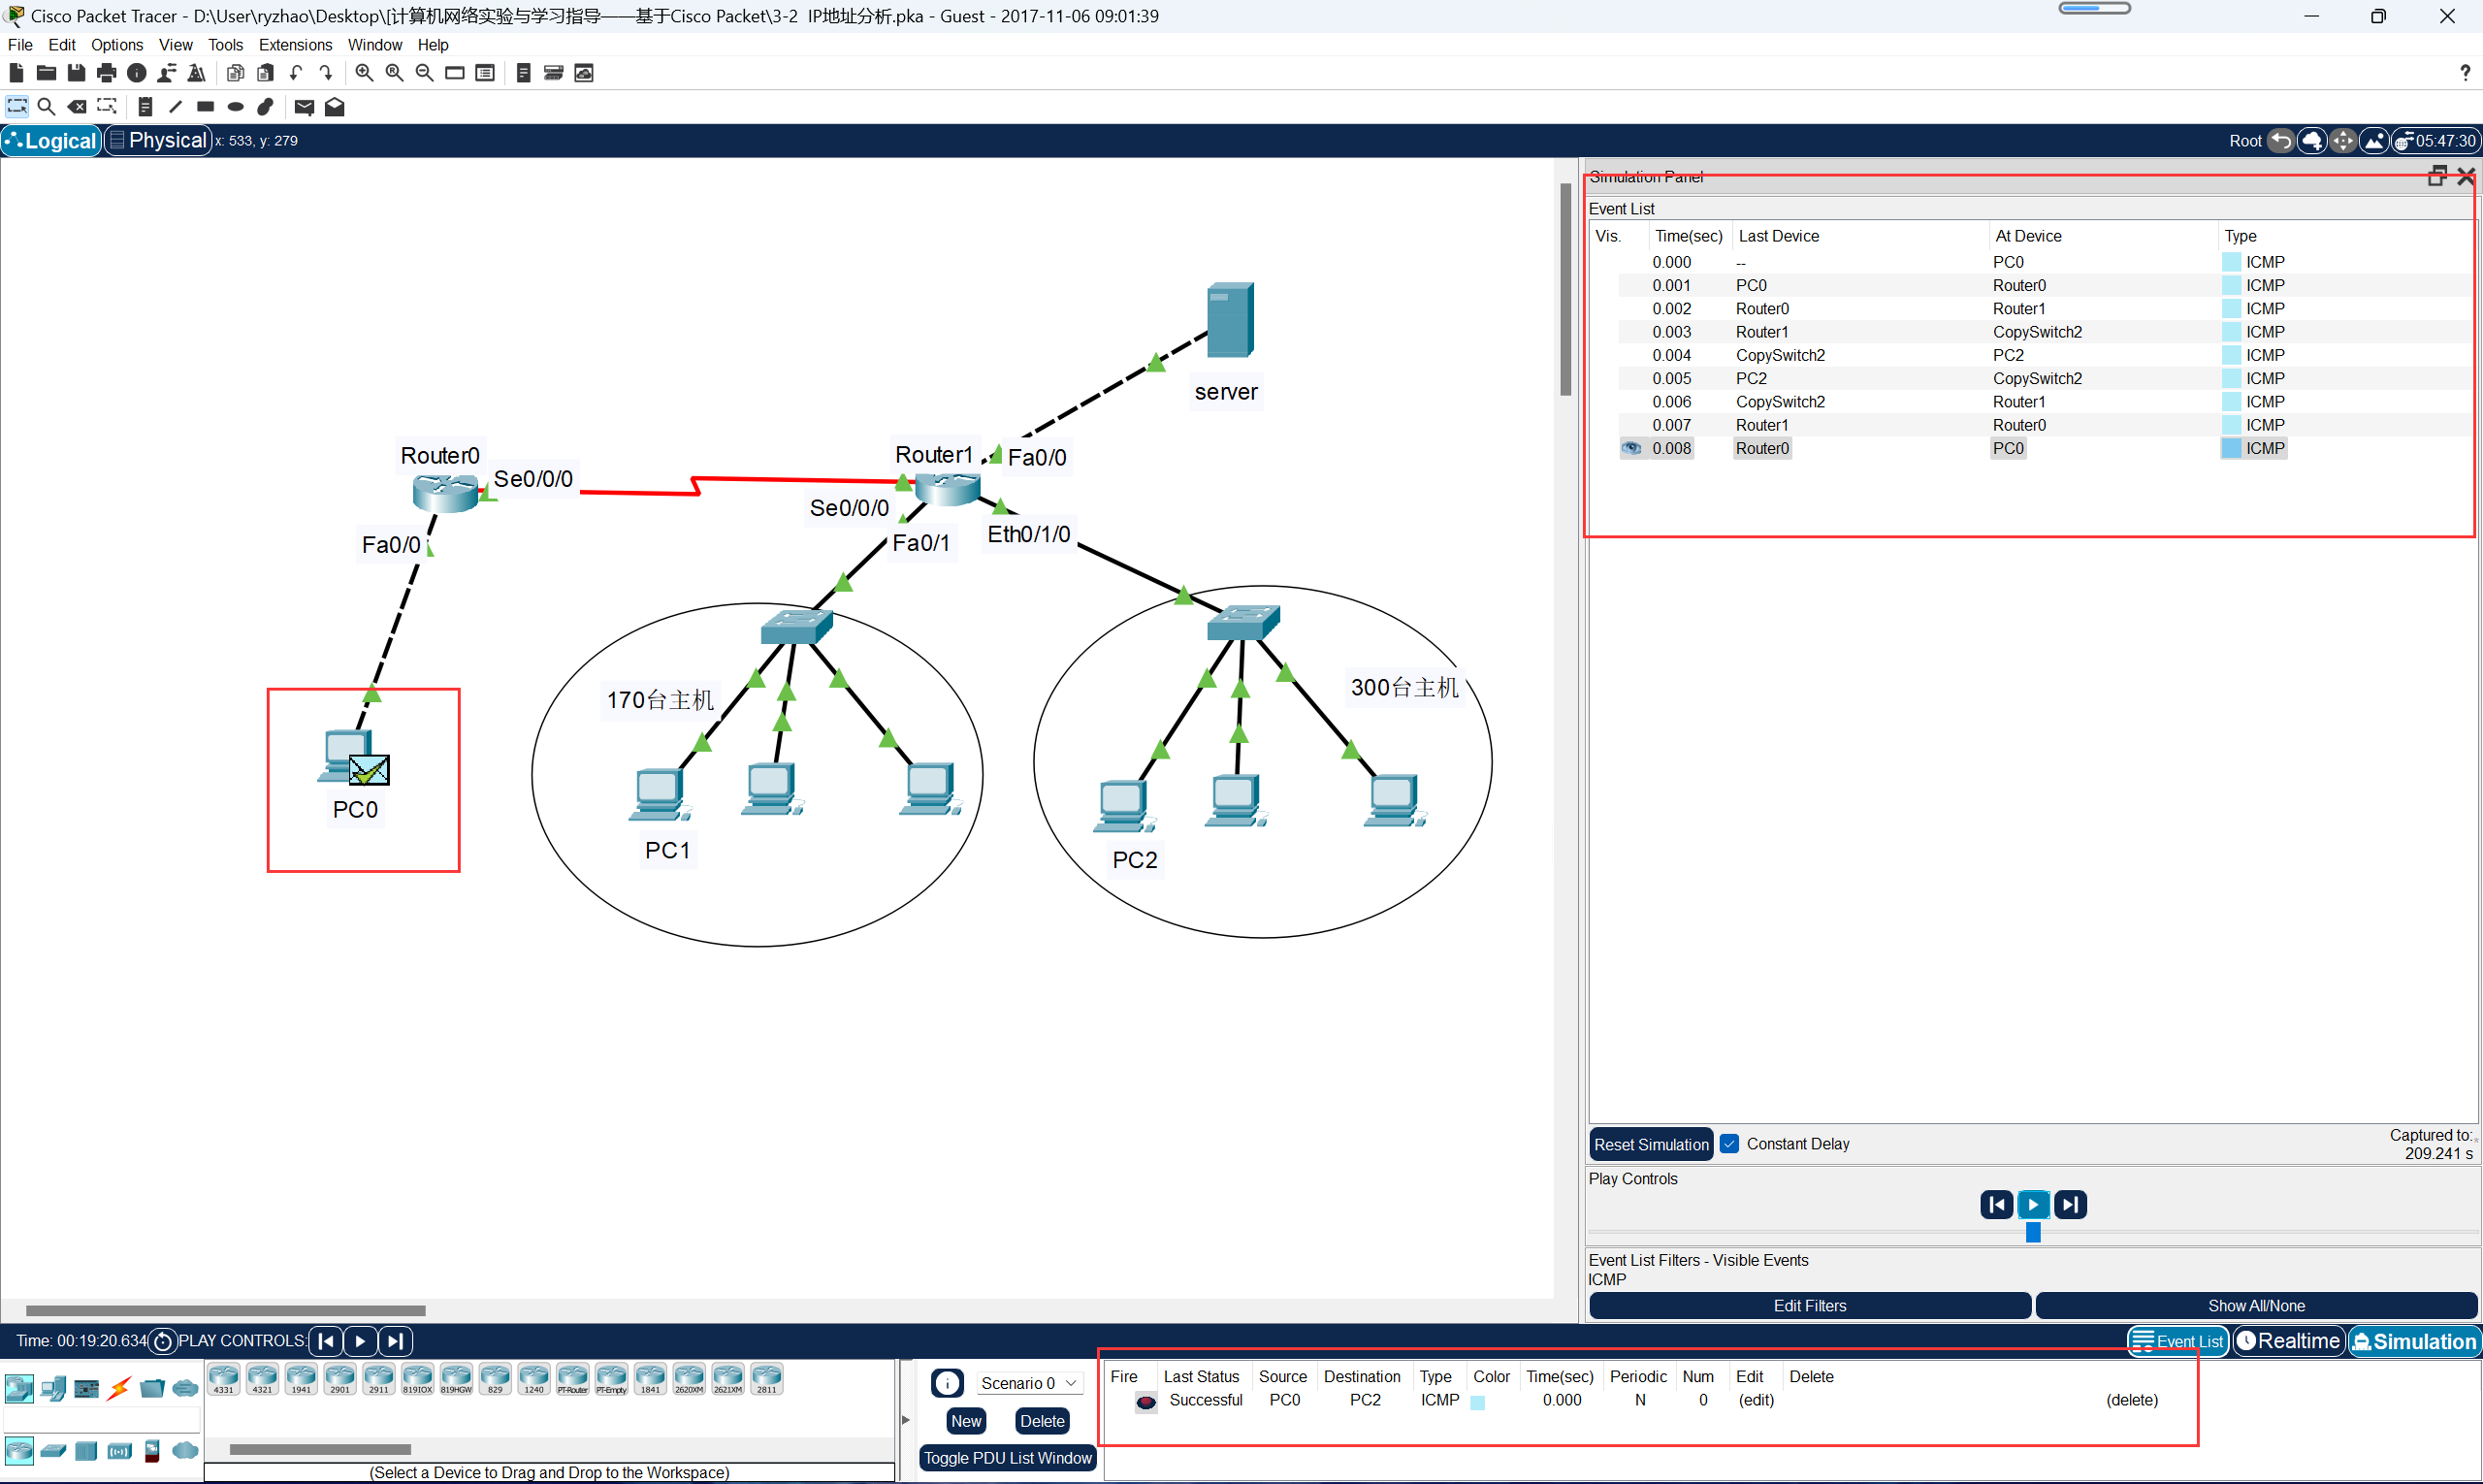 Cisco Packet Tracer - D:\User\ryzhao\Desktop\[计算机网络实验与学习指导——基于Cisco Packet\3-2 IP地址分析.pka - Guest - 2017-11-06 09:01:39
File Edit Options View Tools Extensions Window Help
?
Logical Physical x: 533, y: 279 Root 05:47:30
Simulation Panel
Event List
Vis. Time(sec) Last Device At Device Type
0.000 -- PC0 ICMP
0.001 PC0 Router0 ICMP
0.002 Router0 Router1 ICMP
0.003 Router1 CopySwitch2 ICMP
0.004 CopySwitch2 PC2 ICMP
0.005 PC2 CopySwitch2 ICMP
0.006 CopySwitch2 Router1 ICMP
0.007 Router1 Router0 ICMP
0.008 Router0 PC0 ICMP
server
Router0
Se0/0/0
Router1
Fa0/0
Se0/0/0
Fa0/1
Eth0/1/0
Fa0/0
170台主机
300台主机
PC0
PC1
PC2
Reset Simulation Constant Delay Captured to:
209.241 s
Play Controls
Event List Filters - Visible Events
ICMP
Edit Filters Show All/None
Time: 00:19:20.634 PLAY CONTROLS: Event List Realtime Simulation
4331 4321 1941 2901 2911 819IOX 819HGW 829 1240 PT-Router PT-Empty 1841 2620XM 2621XM 2811
(Select a Device to Drag and Drop to the Workspace)
Scenario 0
New Delete
Toggle PDU List Window
Fire Last Status Source Destination Type Color Time(sec) Periodic Num Edit Delete
Successful PC0 PC2 ICMP 0.000 N 0 (edit) (delete)